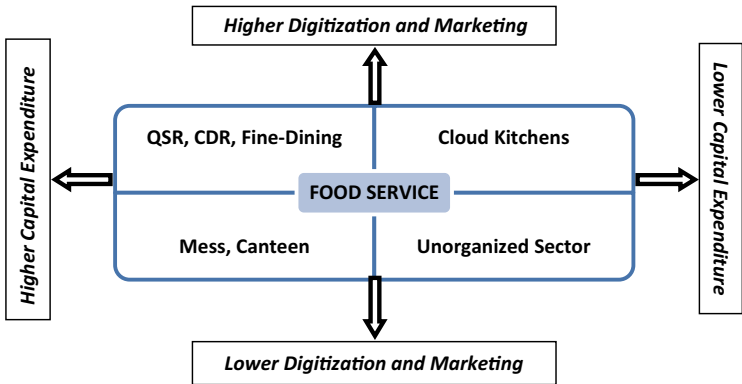 Higher Digitization and Marketing
Higher Capital Expenditure
Lower Capital Expenditure
QSR, CDR, Fine-Dining
Cloud Kitchens
FOOD SERVICE
Mess, Canteen
Unorganized Sector
Lower Digitization and Marketing